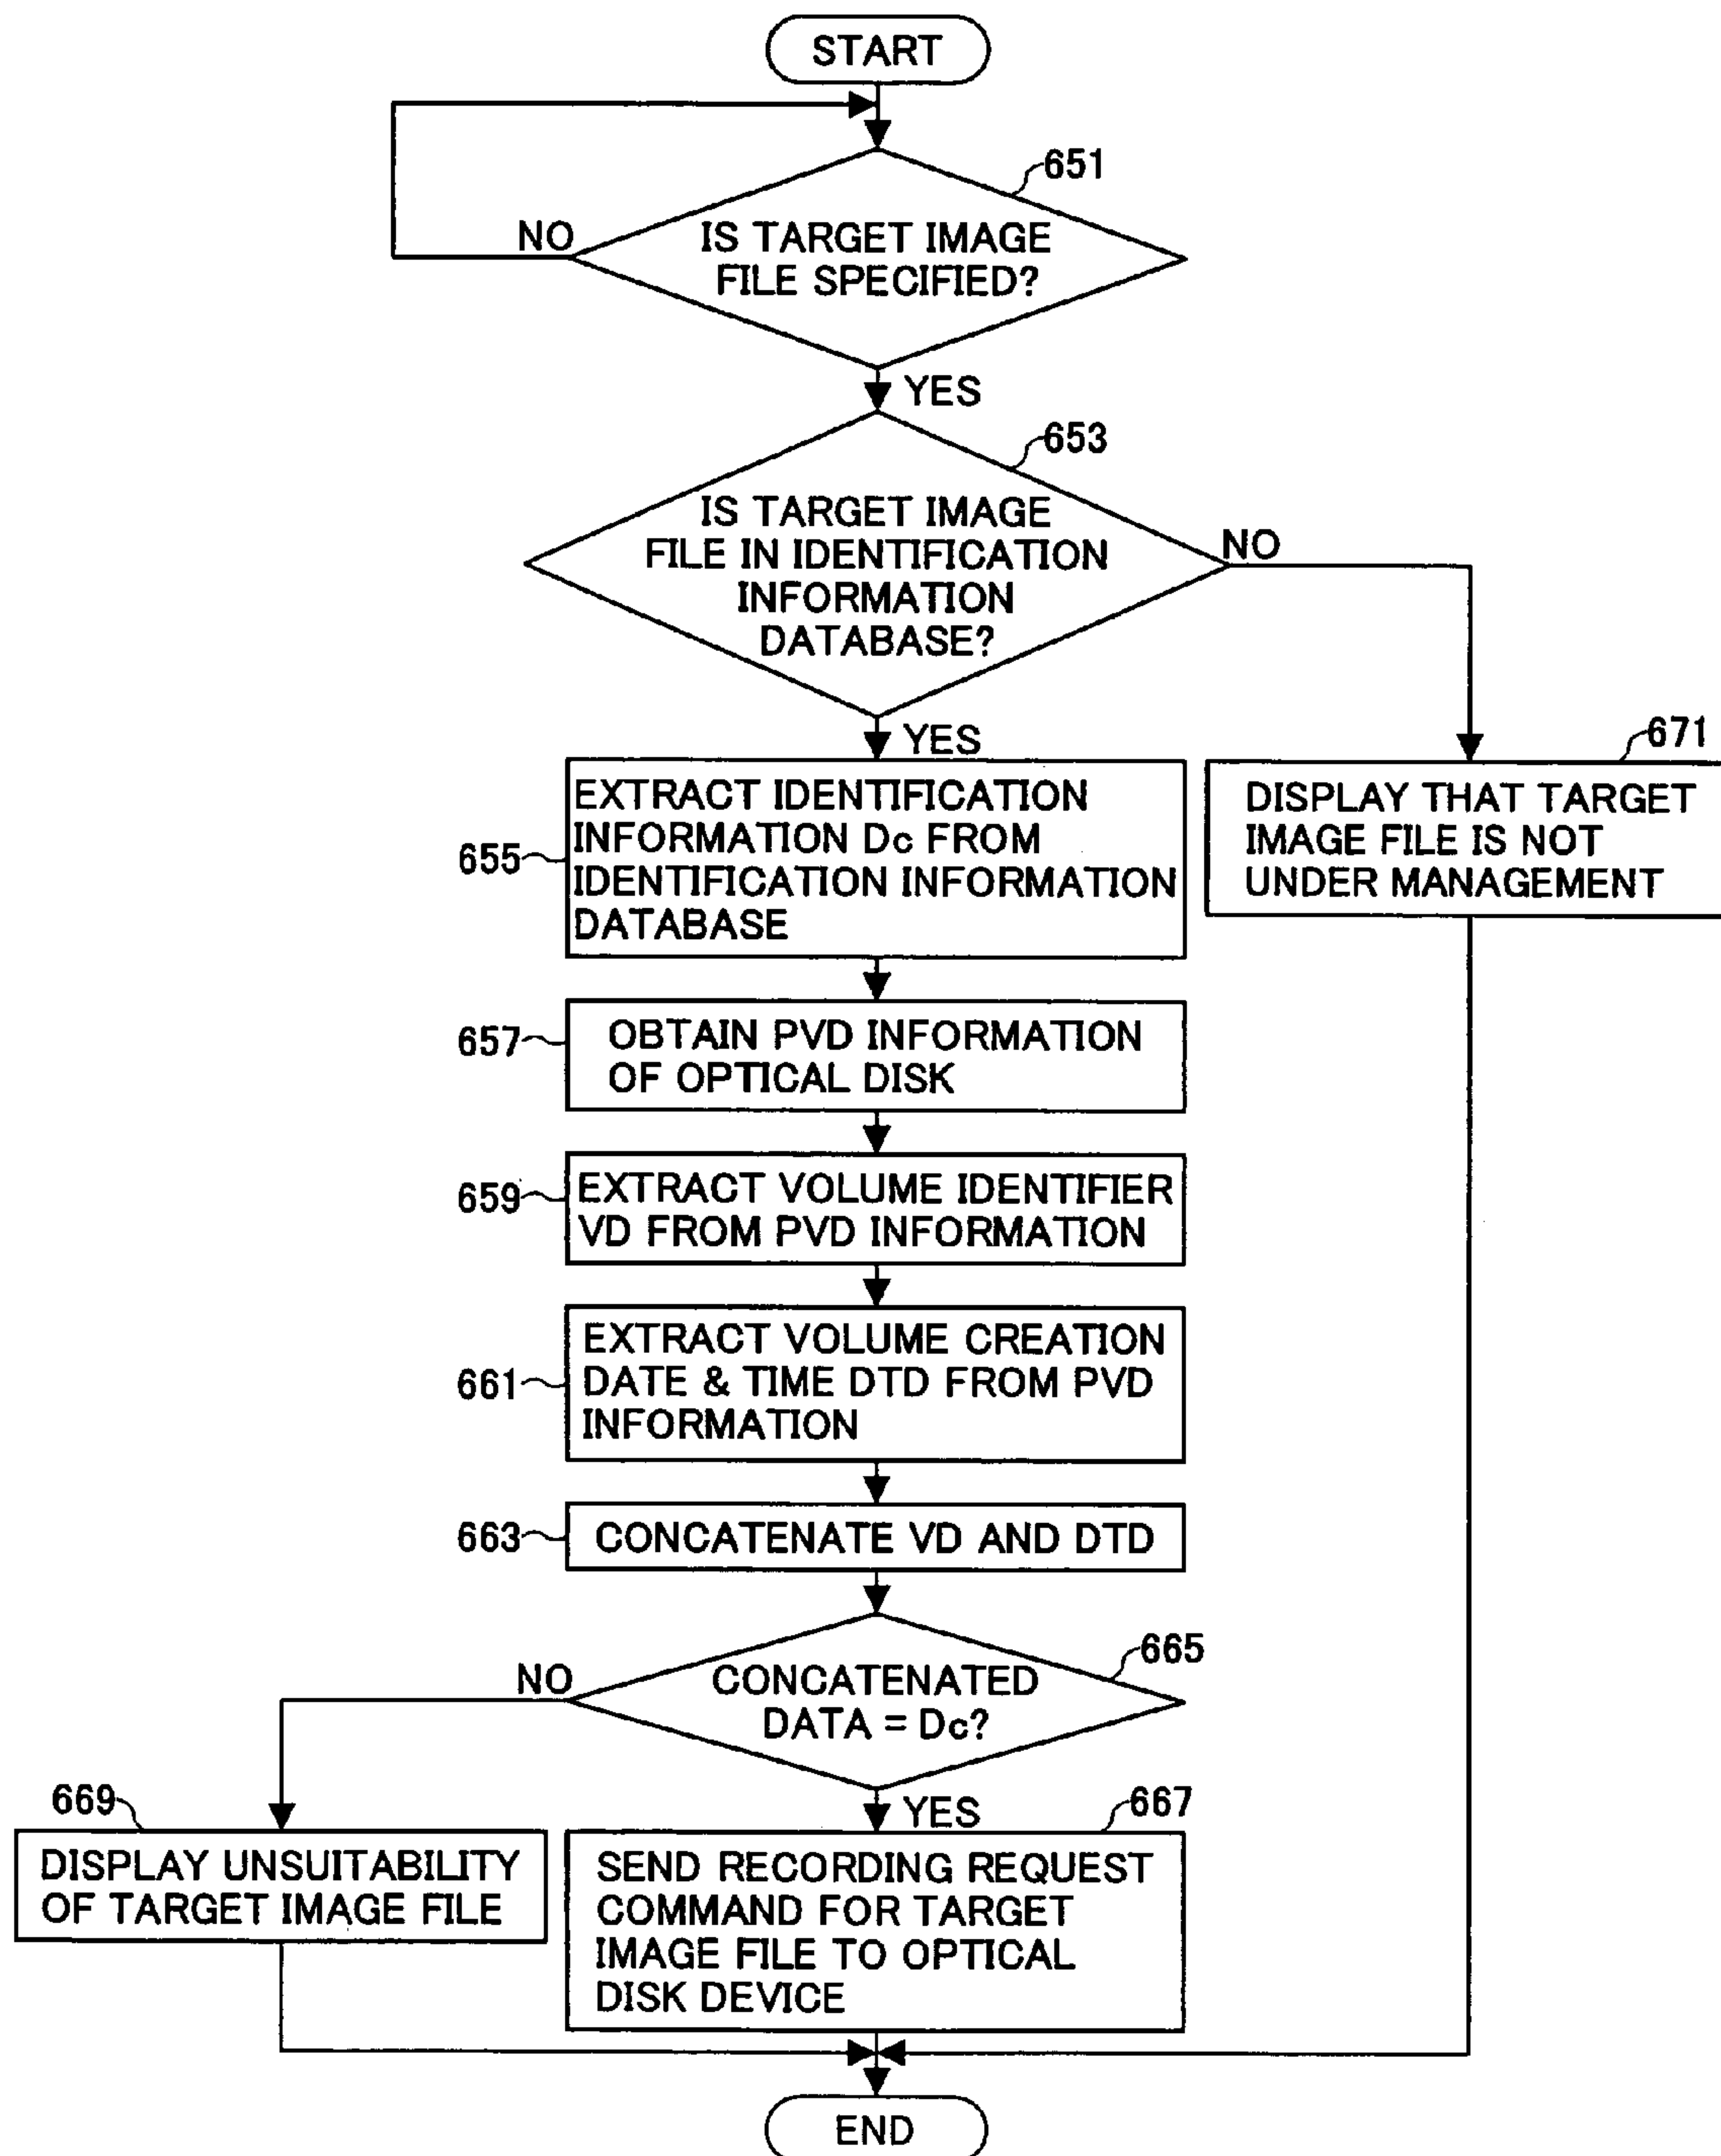 START
651
IS TARGET IMAGE
FILE SPECIFIED?
NO
YES
653
IS TARGET IMAGE
FILE IN IDENTIFICATION
INFORMATION
DATABASE?
NO
YES
655
EXTRACT IDENTIFICATION
INFORMATION Dc FROM
IDENTIFICATION INFORMATION
DATABASE
671
DISPLAY THAT TARGET
IMAGE FILE IS NOT
UNDER MANAGEMENT
657
OBTAIN PVD INFORMATION
OF OPTICAL DISK
659
EXTRACT VOLUME IDENTIFIER
VD FROM PVD INFORMATION
661
EXTRACT VOLUME CREATION
DATE & TIME DTD FROM PVD
INFORMATION
663
CONCATENATE VD AND DTD
665
CONCATENATED
DATA = Dc?
NO
YES
669
DISPLAY UNSUITABILITY
OF TARGET IMAGE FILE
667
SEND RECORDING REQUEST
COMMAND FOR TARGET
IMAGE FILE TO OPTICAL
DISK DEVICE
END